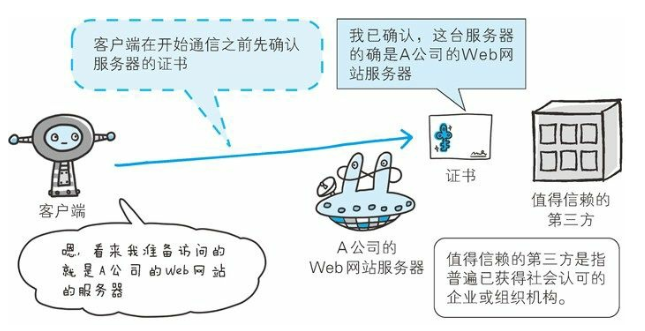 客户端在开始通信之前先确认
服务器的证书
我已确认，这台服务器
的确是A公司的Web网
站服务器
证书
客户端
值得信赖的
第三方
A公司的
Web网站服务器
嗯，看来我准备访问的
就是A公司的Web网站
的服务器
值得信赖的第三方是指
普遍已获得社会认可的
企业或组织机构。